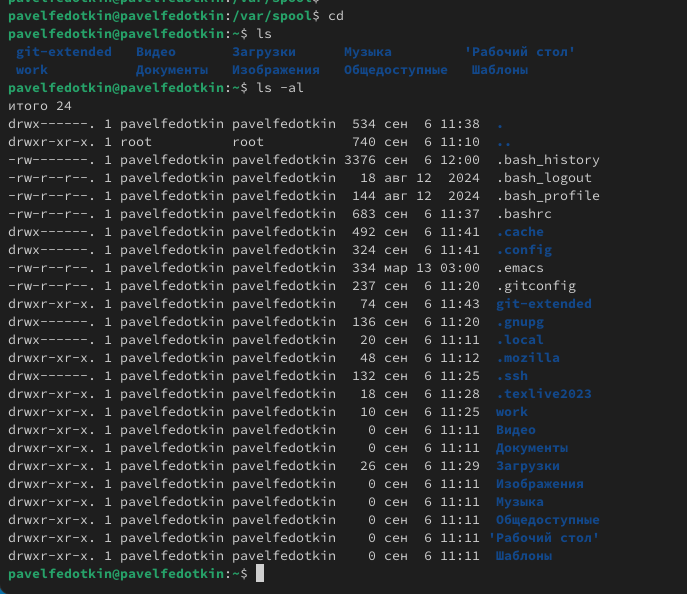 pavelfedotkin@pavelfedotkin:/var/spool$ cd
pavelfedotkin@pavelfedotkin:~$ ls
git-extended Видео Загрузки Музыка 'Рабочий стол'
work Документы Изображения Общедоступные Шаблоны
pavelfedotkin@pavelfedotkin:~$ ls -al
итого 24
drwx------. 1 pavelfedotkin pavelfedotkin 534 сен 6 11:38 .
drwxr-xr-x. 1 root root 740 сен 6 11:10 ..
-rw-------. 1 pavelfedotkin pavelfedotkin 3376 сен 6 12:00 .bash_history
-rw-r--r--. 1 pavelfedotkin pavelfedotkin 18 авг 12 2024 .bash_logout
-rw-r--r--. 1 pavelfedotkin pavelfedotkin 144 авг 12 2024 .bash_profile
-rw-r--r--. 1 pavelfedotkin pavelfedotkin 683 сен 6 11:37 .bashrc
drwx------. 1 pavelfedotkin pavelfedotkin 492 сен 6 11:41 .cache
drwx------. 1 pavelfedotkin pavelfedotkin 324 сен 6 11:41 .config
-rw-r--r--. 1 pavelfedotkin pavelfedotkin 334 мар 13 03:00 .emacs
-rw-r--r--. 1 pavelfedotkin pavelfedotkin 237 сен 6 11:20 .gitconfig
drwxr-xr-x. 1 pavelfedotkin pavelfedotkin 74 сен 6 11:43 git-extended
drwx------. 1 pavelfedotkin pavelfedotkin 136 сен 6 11:20 .gnupg
drwx------. 1 pavelfedotkin pavelfedotkin 20 сен 6 11:11 .local
drwxr-xr-x. 1 pavelfedotkin pavelfedotkin 48 сен 6 11:12 .mozilla
drwx------. 1 pavelfedotkin pavelfedotkin 132 сен 6 11:25 .ssh
drwxr-xr-x. 1 pavelfedotkin pavelfedotkin 18 сен 6 11:28 .texlive2023
drwxr-xr-x. 1 pavelfedotkin pavelfedotkin 10 сен 6 11:25 work
drwxr-xr-x. 1 pavelfedotkin pavelfedotkin 0 сен 6 11:11 Видео
drwxr-xr-x. 1 pavelfedotkin pavelfedotkin 0 сен 6 11:11 Документы
drwxr-xr-x. 1 pavelfedotkin pavelfedotkin 26 сен 6 11:29 Загрузки
drwxr-xr-x. 1 pavelfedotkin pavelfedotkin 0 сен 6 11:11 Изображения
drwxr-xr-x. 1 pavelfedotkin pavelfedotkin 0 сен 6 11:11 Музыка
drwxr-xr-x. 1 pavelfedotkin pavelfedotkin 0 сен 6 11:11 Общедоступные
drwxr-xr-x. 1 pavelfedotkin pavelfedotkin 0 сен 6 11:11 'Рабочий стол'
drwxr-xr-x. 1 pavelfedotkin pavelfedotkin 0 сен 6 11:11 Шаблоны
pavelfedotkin@pavelfedotkin:~$